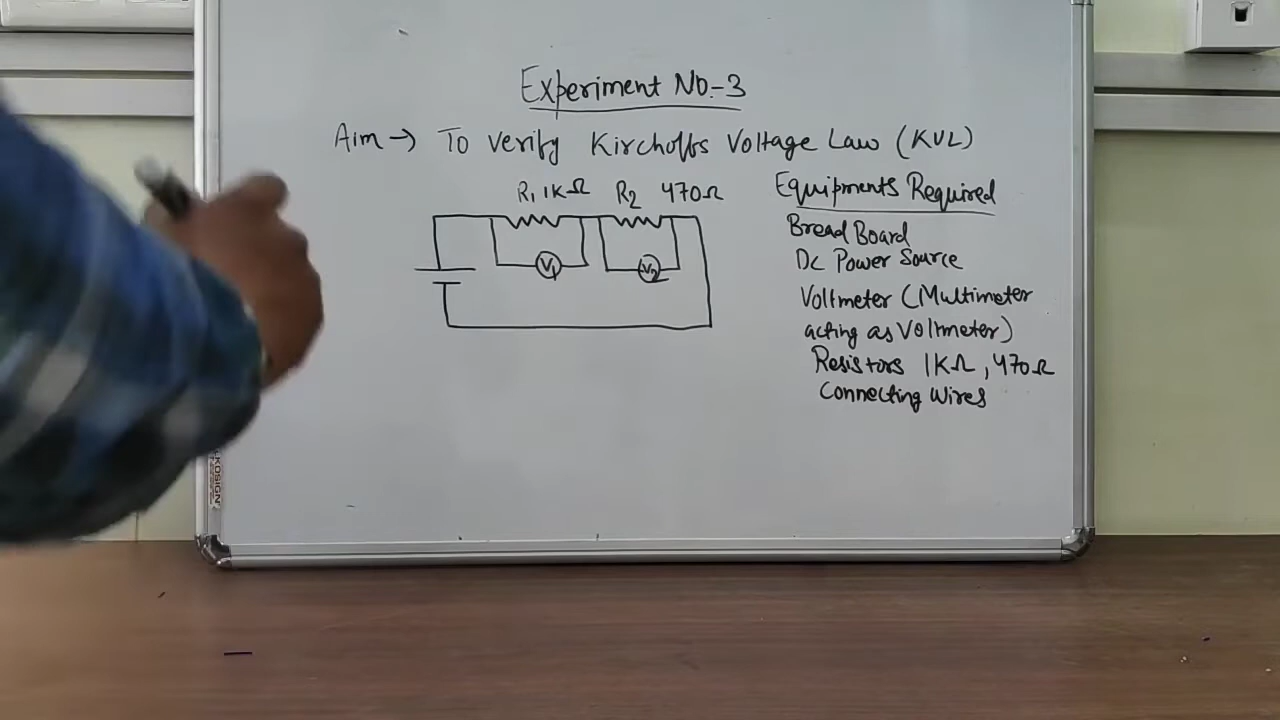 Experiment No.-3
Aim → To verify Kirchoffs Voltage Law (KVL)
R1 1KΩ R2 470Ω
V1 V2
Equipments Required
Bread Board
Dc Power Source
Voltmeter (Multimeter
acting as Voltmeter)
Resistors 1KΩ, 470Ω
Connecting Wires